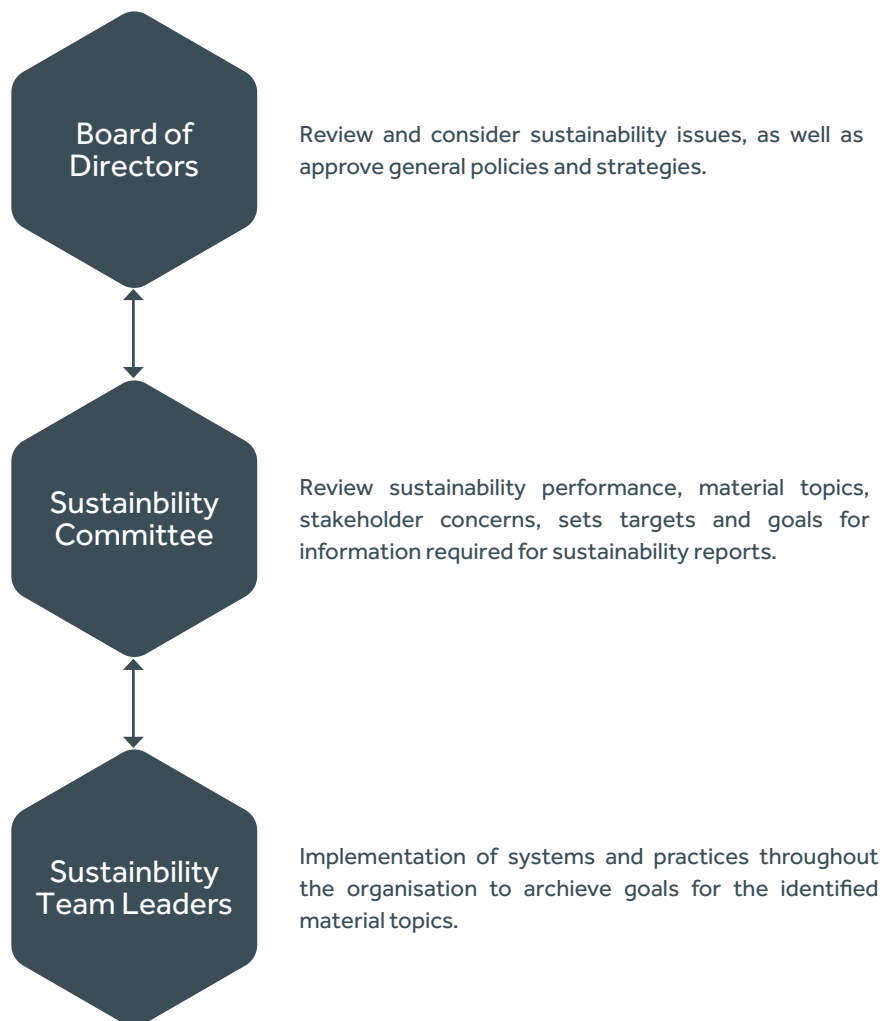 Board of
Directors
Review and consider sustainability issues, as well as
approve general policies and strategies.
Sustainbility
Committee
Review sustainability performance, material topics,
stakeholder concerns, sets targets and goals for
information required for sustainability reports.
Sustainbility
Team Leaders
Implementation of systems and practices throughout
the organisation to archieve goals for the identified
material topics.